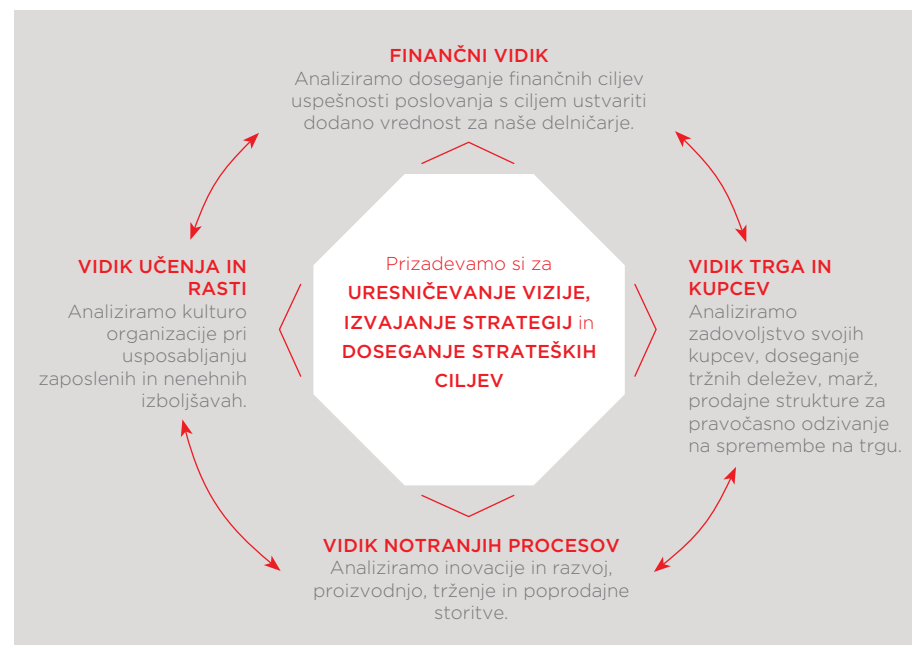 FINANČNI VIDIK
Analiziramo doseganje finančnih ciljev
uspešnosti poslovanja s ciljem ustvariti
dodano vrednost za naše delničarje.
VIDIK UČENJA IN
RASTI
Analiziramo kulturo
organizacije pri
usposabljanju
zaposlenih in nenehnih
izboljšavah.
Prizadevamo si za
URESNIČEVANJE VIZIJE,
IZVAJANJE STRATEGIJ in
DOSEGANJE STRATEŠKIH
CILJEV
VIDIK TRGA IN
KUPCEV
Analiziramo
zadovoljstvo svojih
kupcev, doseganje
tržnih deležev, marž,
prodajne strukture za
pravočasno odzivanje
na spremembe na trgu.
VIDIK NOTRANJIH PROCESOV
Analiziramo inovacije in razvoj,
proizvodnjo, trženje in poprodajne
storitve.